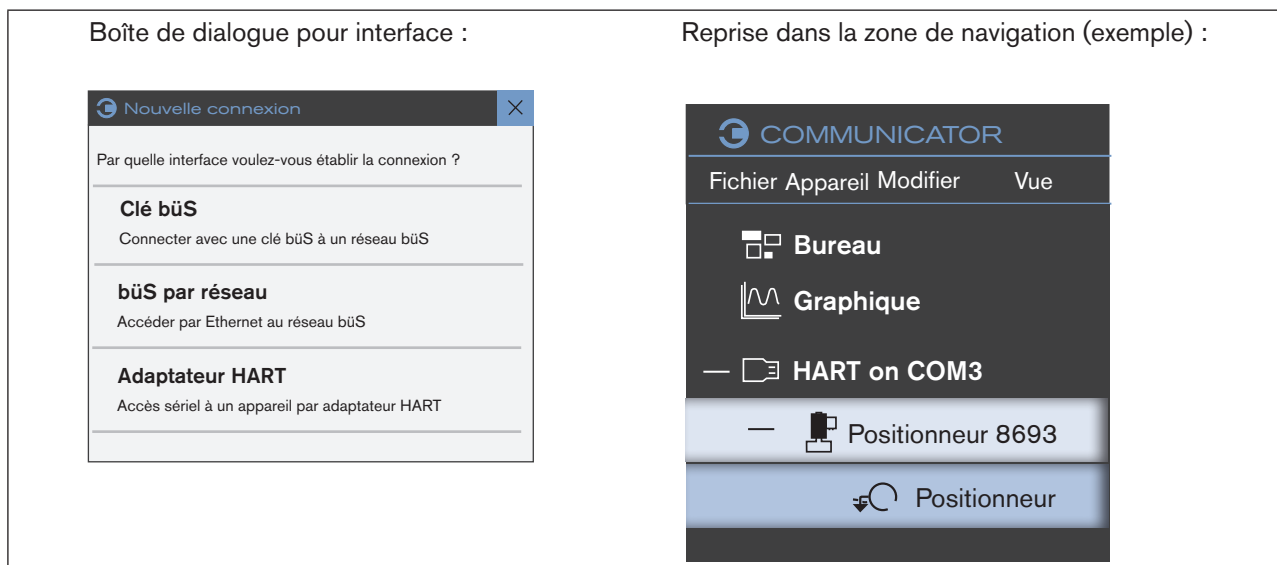 Boîte de dialogue pour interface :
Nouvelle connexion
Par quelle interface voulez-vous établir la connexion ?
Clé büS
Connecter avec une clé büS à un réseau büS
büS par réseau
Accéder par Ethernet au réseau büS
Adaptateur HART
Accès sériel à un appareil par adaptateur HART
Reprise dans la zone de navigation (exemple) :
COMMUNICATOR
Fichier Appareil Modifier Vue
Bureau
Graphique
— HART on COM3
— Positionneur 8693
Positionneur